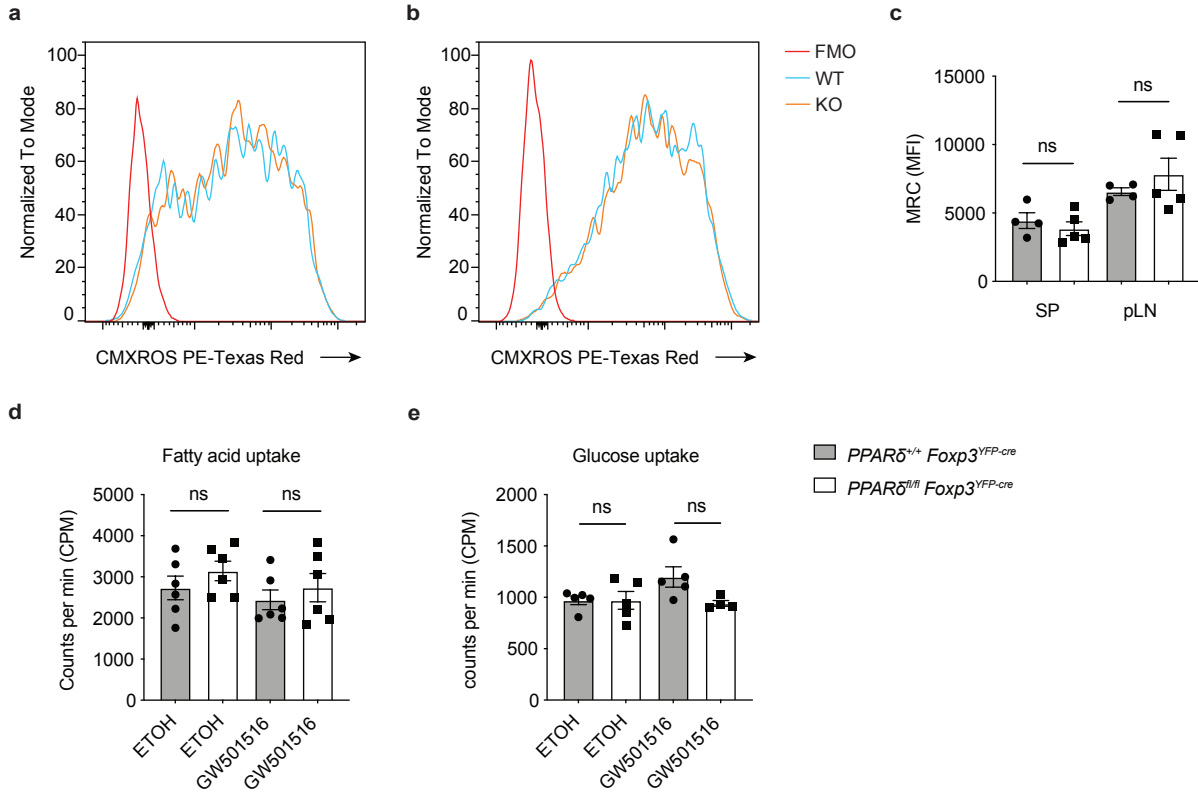 a
b
c
100
80
60
40
20
0
Normalized To Mode
CMXROS PE-Texas Red
100
80
60
40
20
0
Normalized To Mode
CMXROS PE-Texas Red
FMO
WT
KO
15000
10000
5000
0
MRC (MFI)
ns
ns
SP
pLN
d
e
Fatty acid uptake
5000
4000
3000
2000
1000
0
Counts per min (CPM)
ns
ns
ETOH
ETOH
GW501516
GW501516
Glucose uptake
2000
1500
1000
500
0
counts per min (CPM)
ns
ns
ETOH
ETOH
GW501516
GW501516
PPARδ+/+ Foxp3YFP-cre
PPARδfl/fl Foxp3YFP-cre